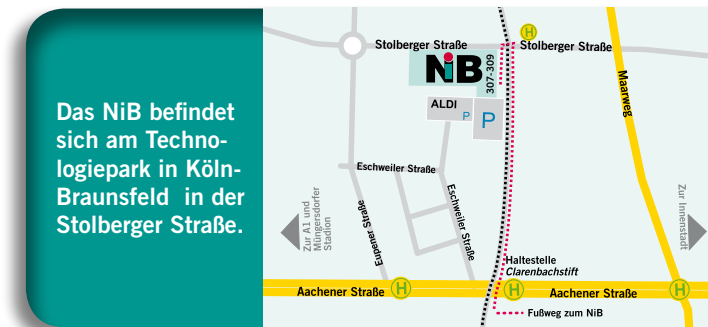 Das NiB befindet
sich am Techno-
logiepark in Köln-
Braunsfeld in der
Stolberger Straße.
H
Stolberger Straße
Stolberger Straße
NiB
307-309
ALDI
P
P
Maarweg
Eschweiler Straße
Eschweiler Straße
Eupener Straße
Zur A1 und
Müngersdorfer
Stadion
Zur Innenstadt
Haltestelle
Clarenbachstift
Aachener Straße
H
H
Aachener Straße
H
Fußweg zum NiB